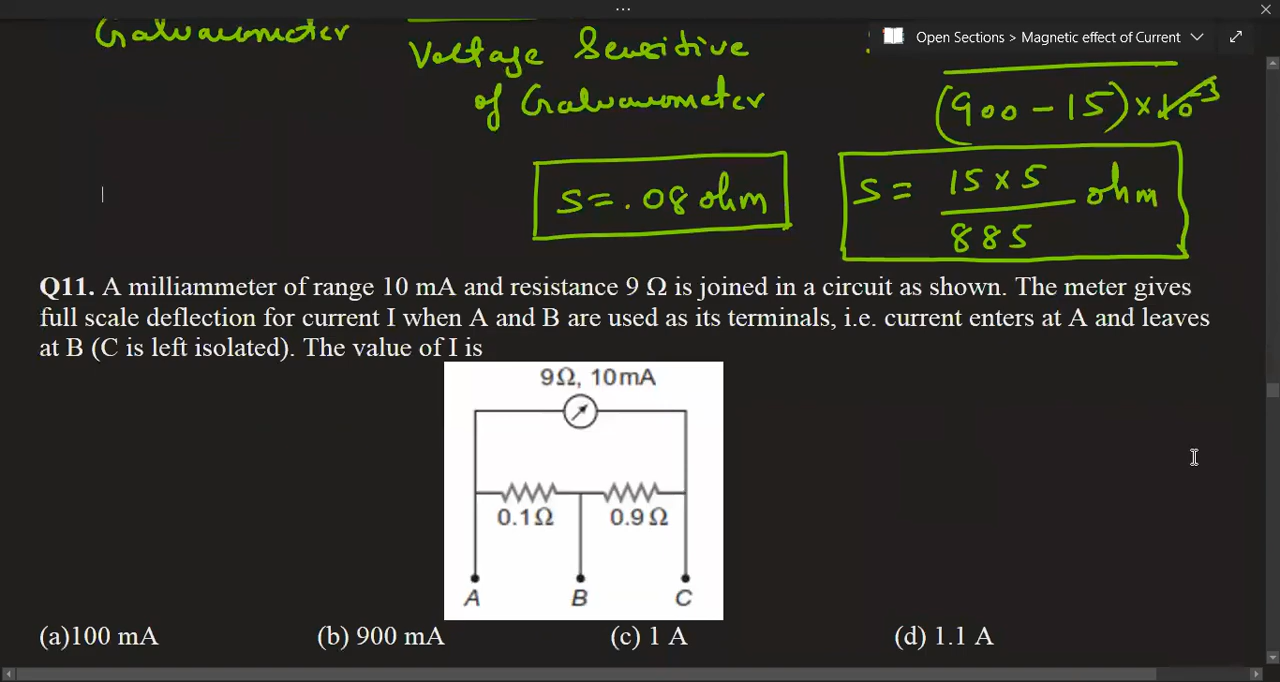 ...
Galvanometer
Voltage Sensitive
of Galvanometer
Open Sections > Magnetic effect of Current
(900 - 15) × 10⁻³
S = .08 ohm
S = 15 × 5 / 885 ohm
Q11. A milliammeter of range 10 mA and resistance 9 Ω is joined in a circuit as shown. The meter gives
full scale deflection for current I when A and B are used as its terminals, i.e. current enters at A and leaves
at B (C is left isolated). The value of I is
9Ω, 10mA
0.1Ω 0.9Ω
A B C
(a)100 mA (b) 900 mA (c) 1 A (d) 1.1 A